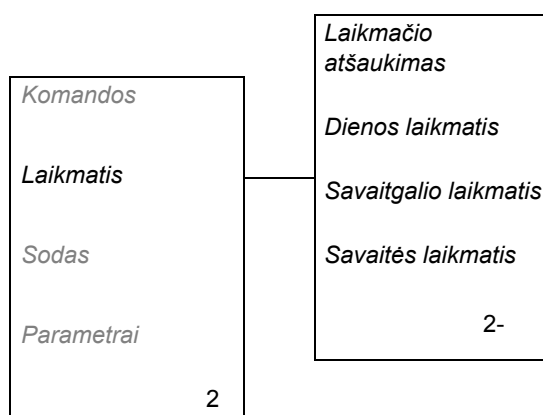 Komandos
Laikmatis
Sodas
Parametrai
2
Laikmačio
atšaukimas
Dienos laikmatis
Savaitgalio laikmatis
Savaitės laikmatis
2-